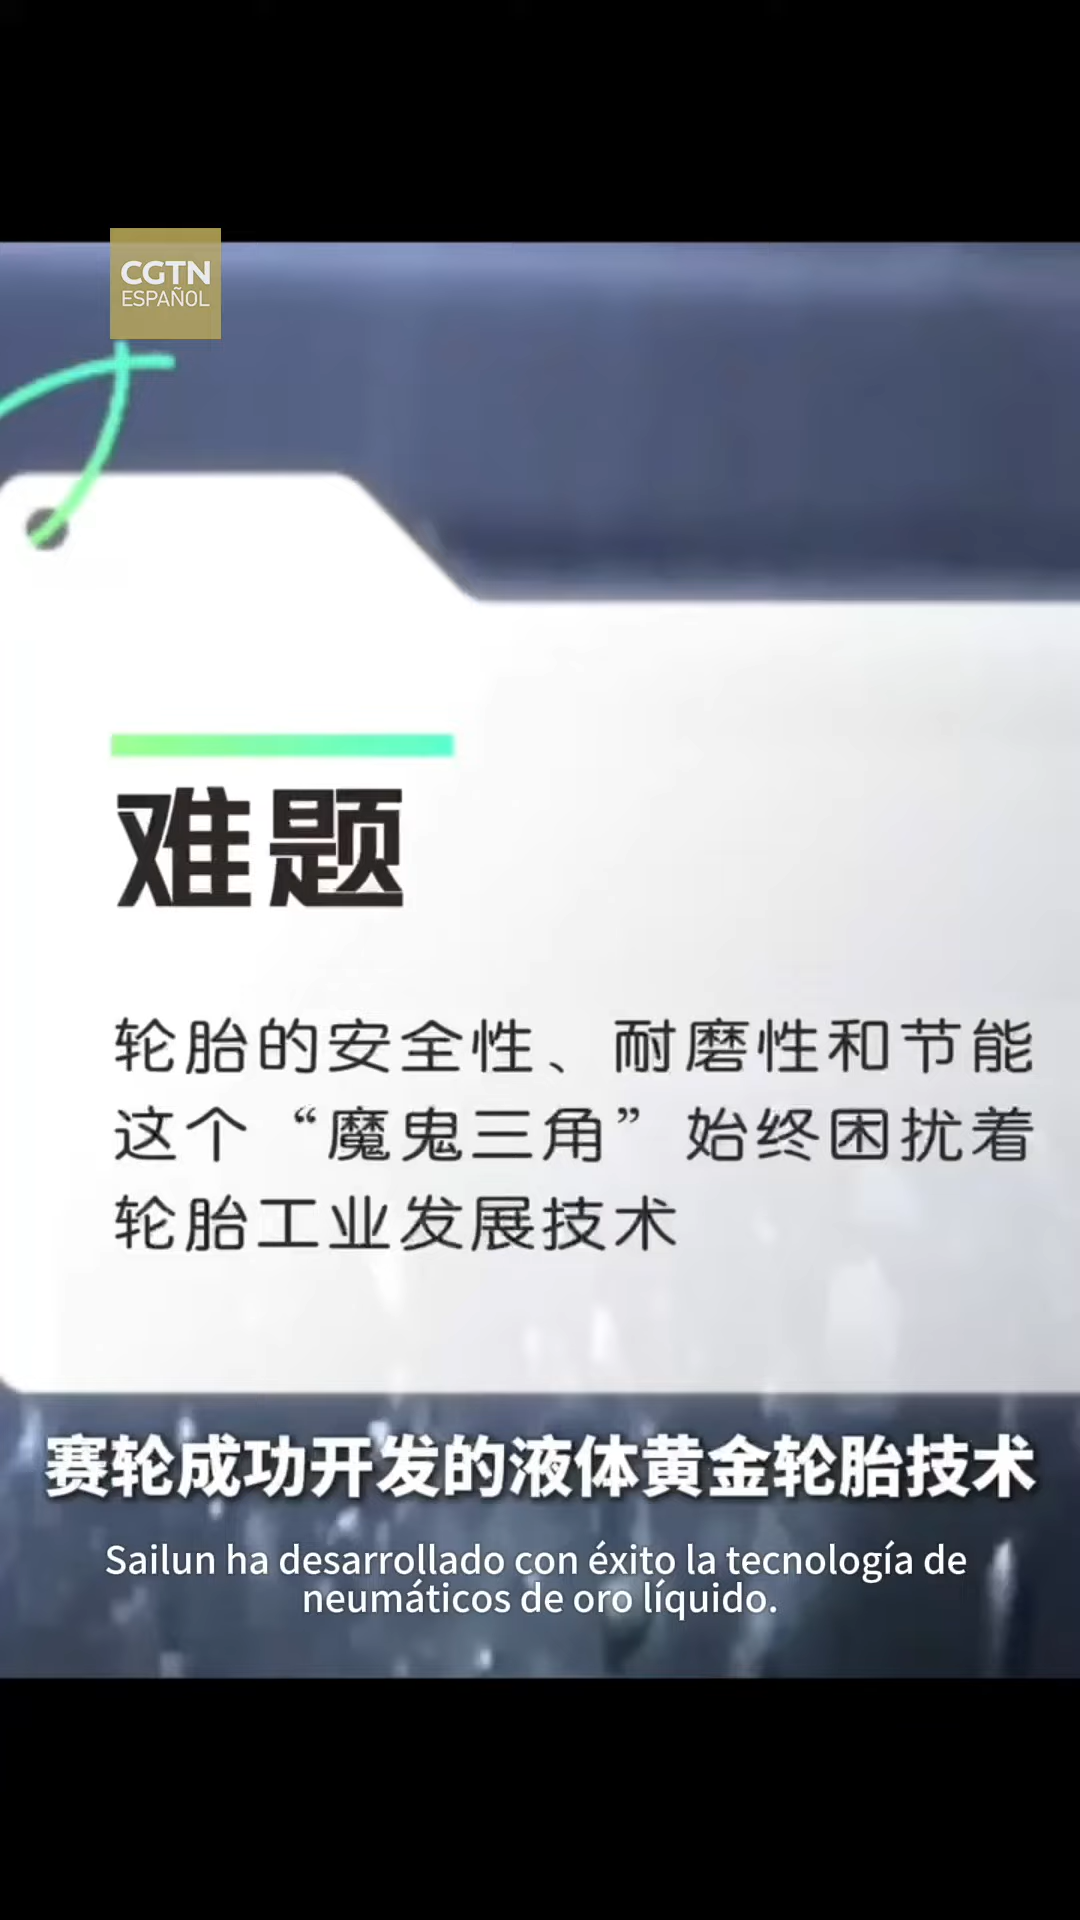 CGTN
ESPAÑOL
难题
轮胎的安全性、耐磨性和节能
这个“魔鬼三角”始终困扰着
轮胎工业发展技术
赛轮成功开发的液体黄金轮胎技术
Sailun ha desarrollado con éxito la tecnología de
neumáticos de oro líquido.